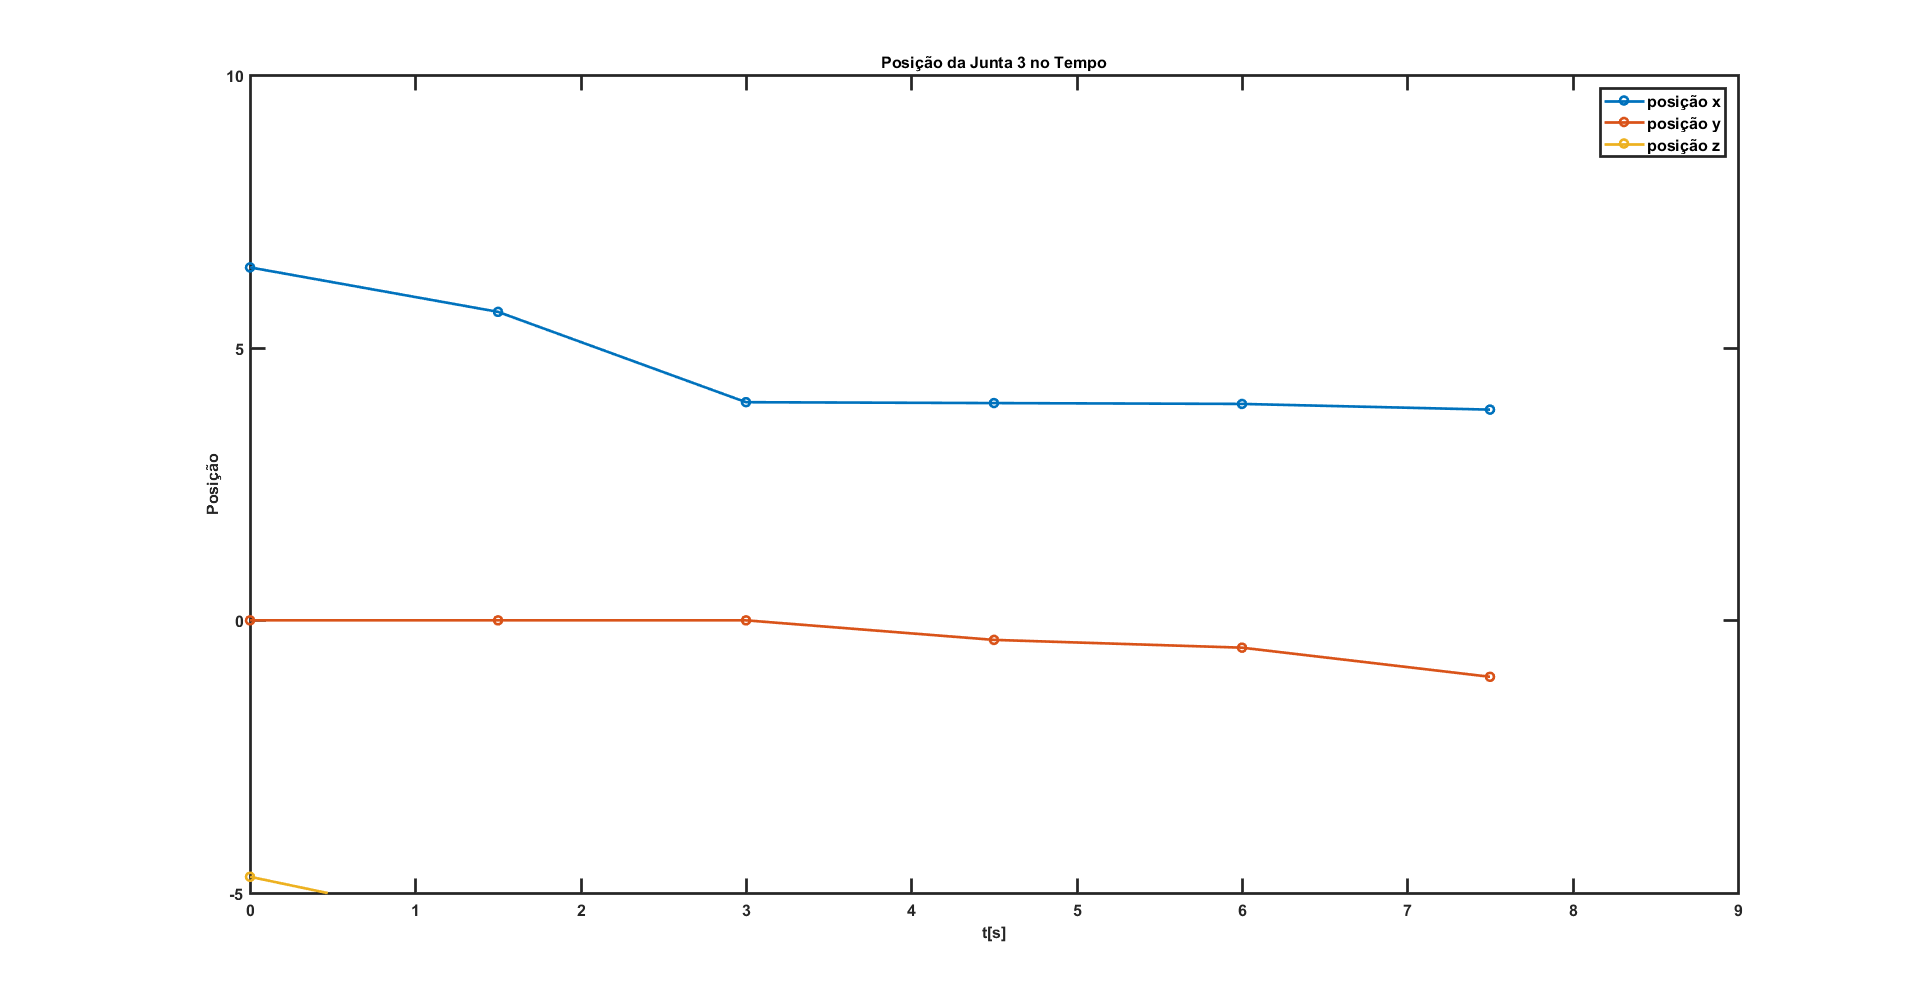 Posição da Junta 3 no Tempo
10
5
0
-5
Posição
posição x
posição y
posição z
0 1 2 3 4 5 6 7 8 9
t[s]